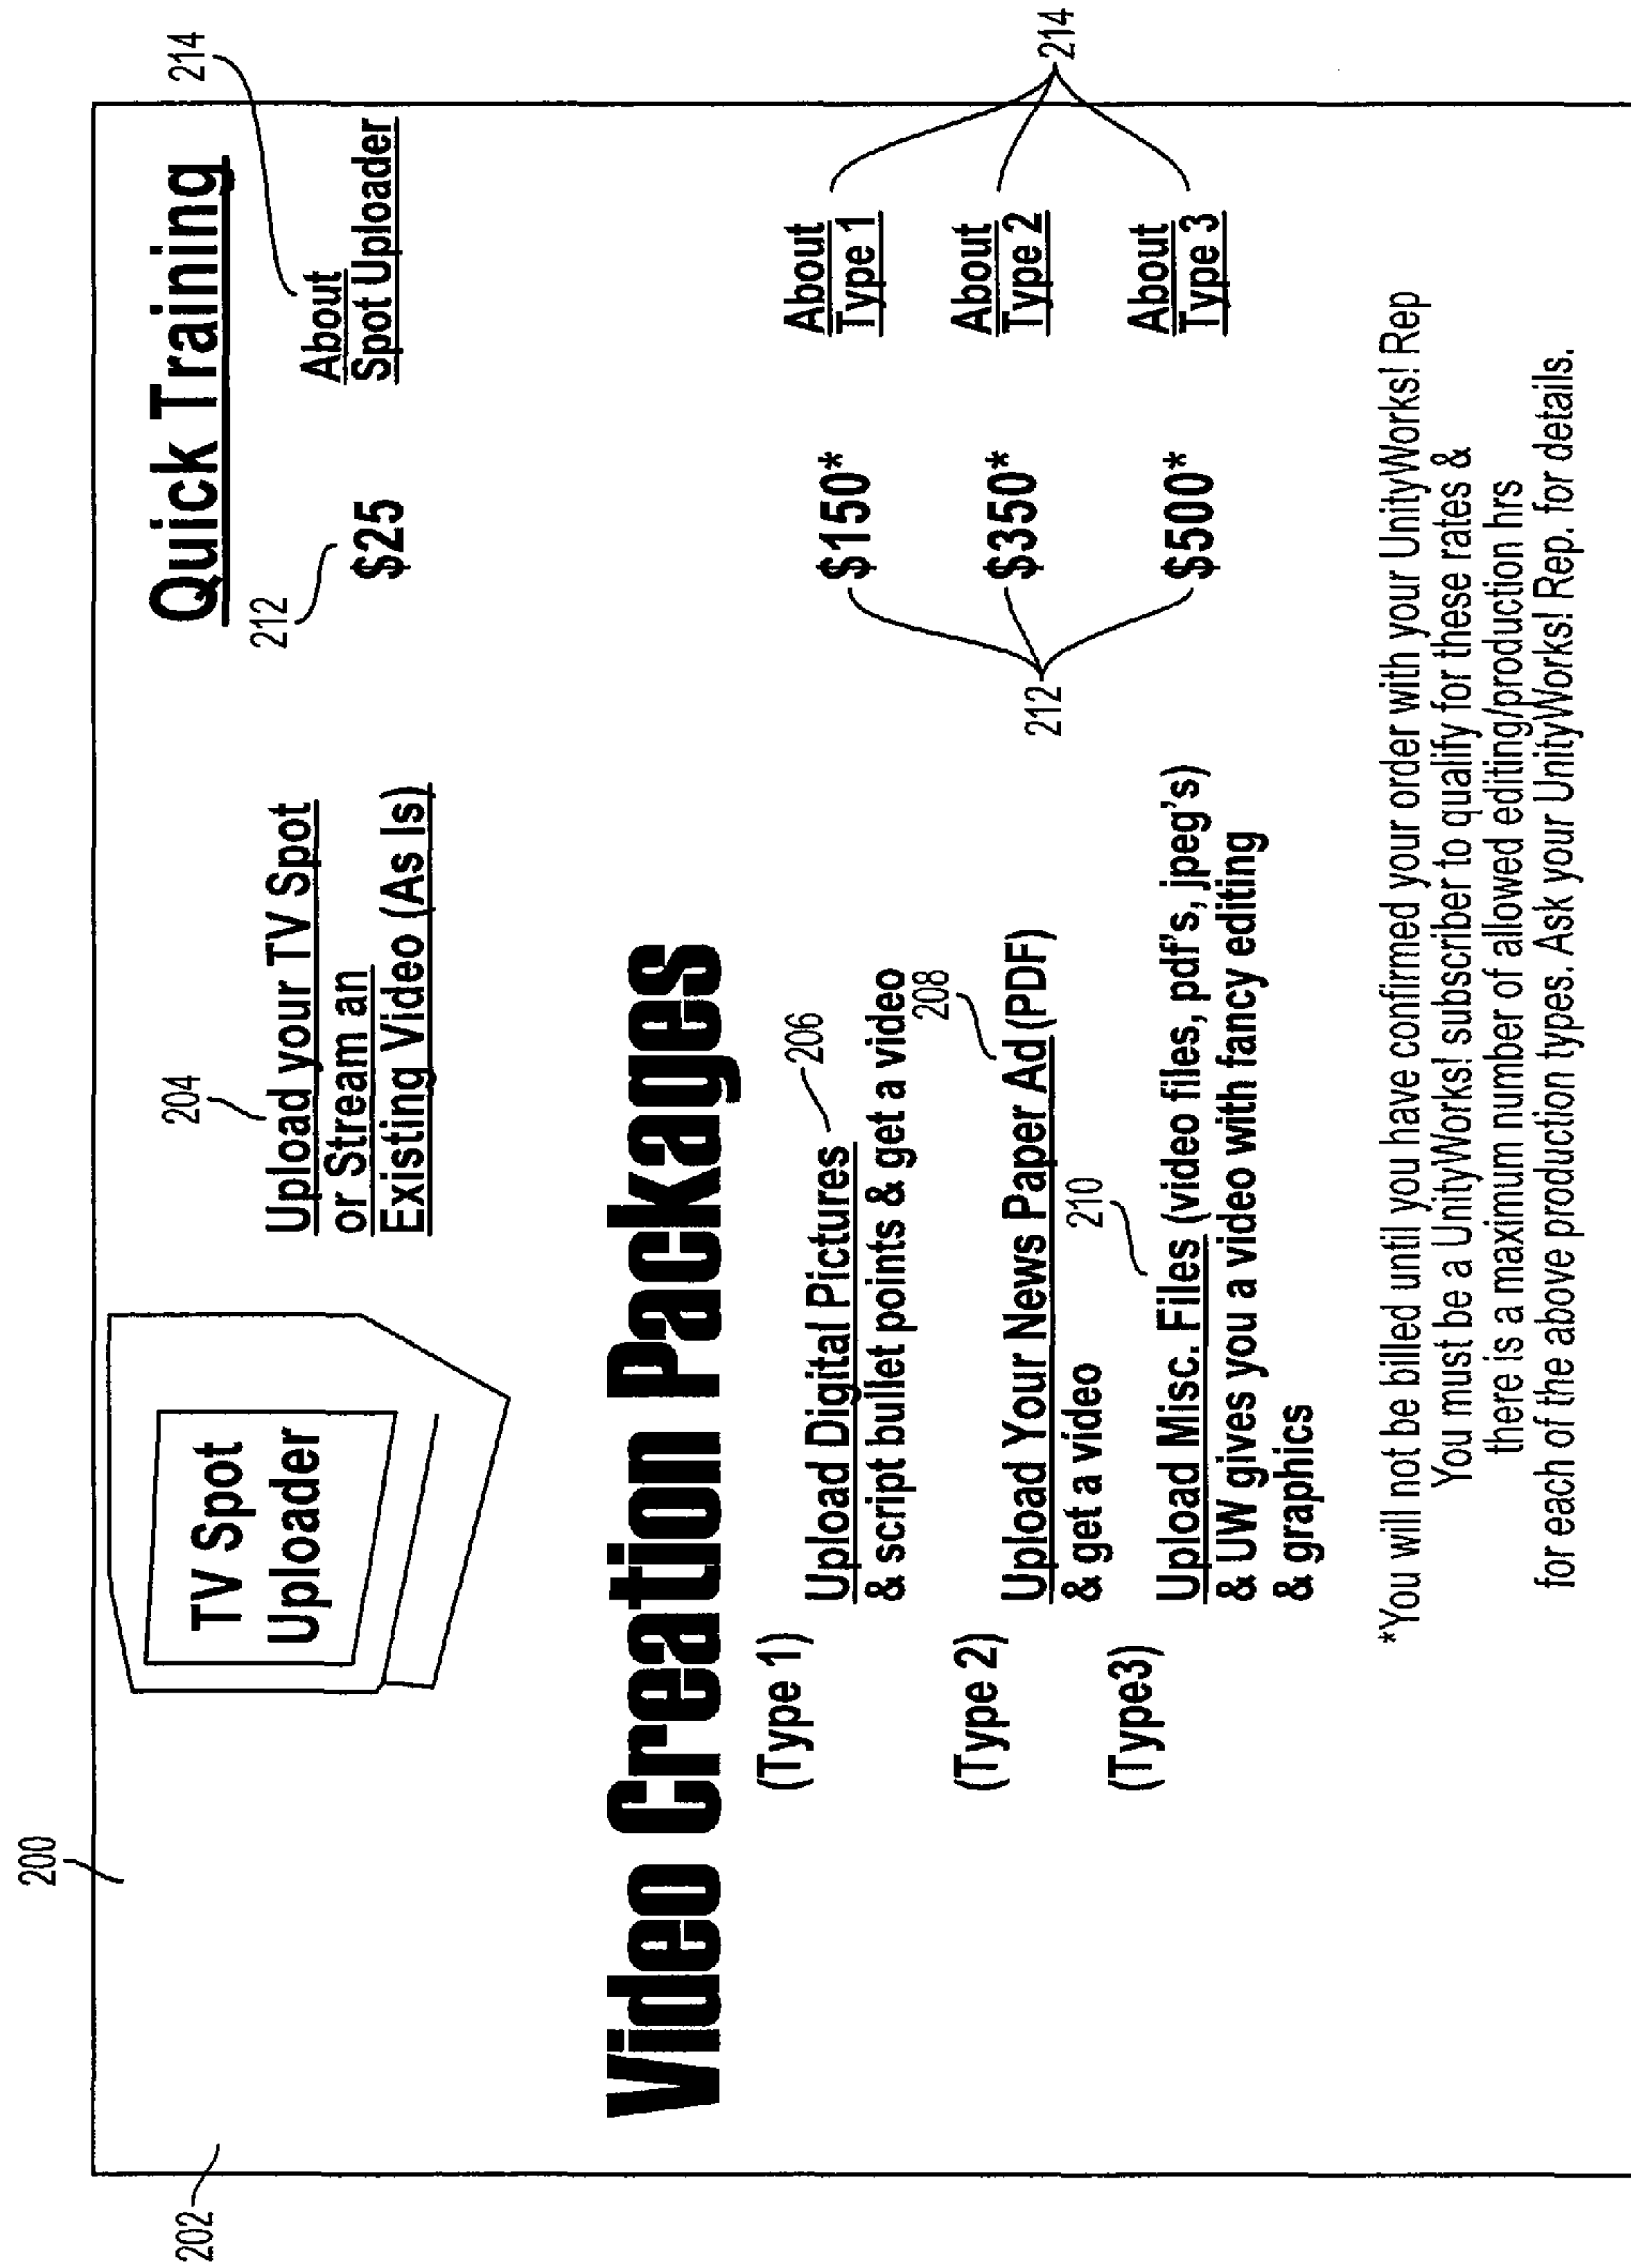 200
202
TV Spot
Uploader
204
Upload your TV Spot
or Stream an
Existing Video (As Is)
Quick Training
212
$25
214
About
Spot Uploader
Video Creation Packages
(Type 1)
Upload Digital Pictures
& script bullet points & get a video
206
$150*
About
Type 1
(Type 2)
Upload Your News Paper Ad (PDF)
& get a video
208
$350*
About
Type 2
(Type3)
Upload Misc. Files (video files, pdf's, jpeg's)
& UW gives you a video with fancy editing
& graphics
210
$500*
About
Type 3
212
214
*You will not be billed until you have confirmed your order with your UnityWorks! Rep
You must be a UnityWorks! subscriber to qualify for these rates &
there is a maximum number of allowed editing/production hrs
for each of the above production types. Ask your UnityWorks! Rep. for details.